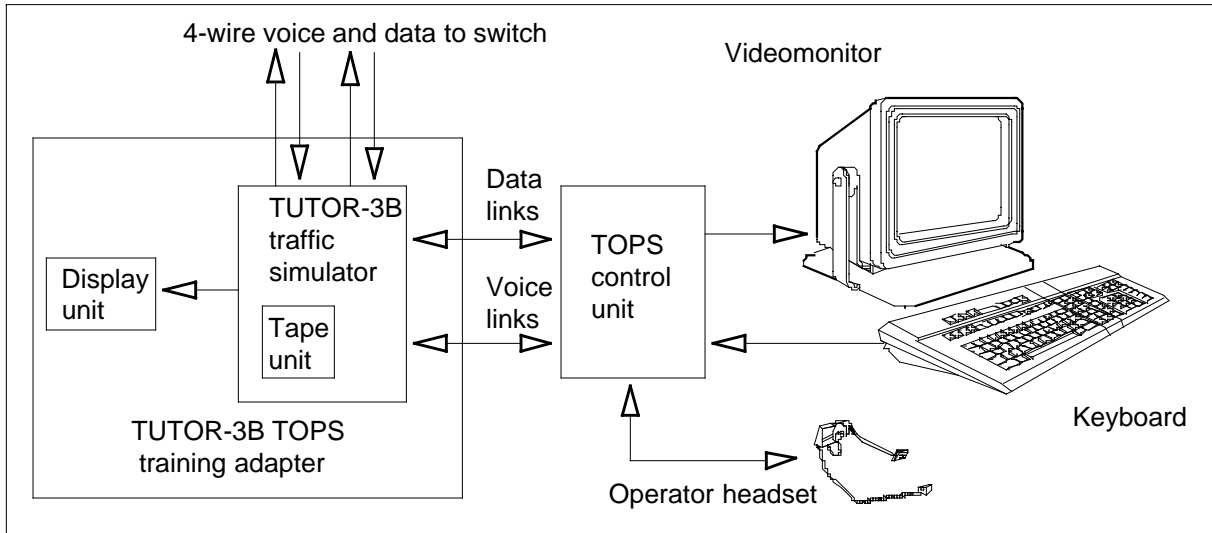 4-wire voice and data to switch
Videomonitor
TUTOR-3B
traffic
simulator
Data
links
TOPS
control
unit
Display
unit
Voice
links
Tape
unit
TUTOR-3B TOPS
training adapter
Keyboard
Operator headset